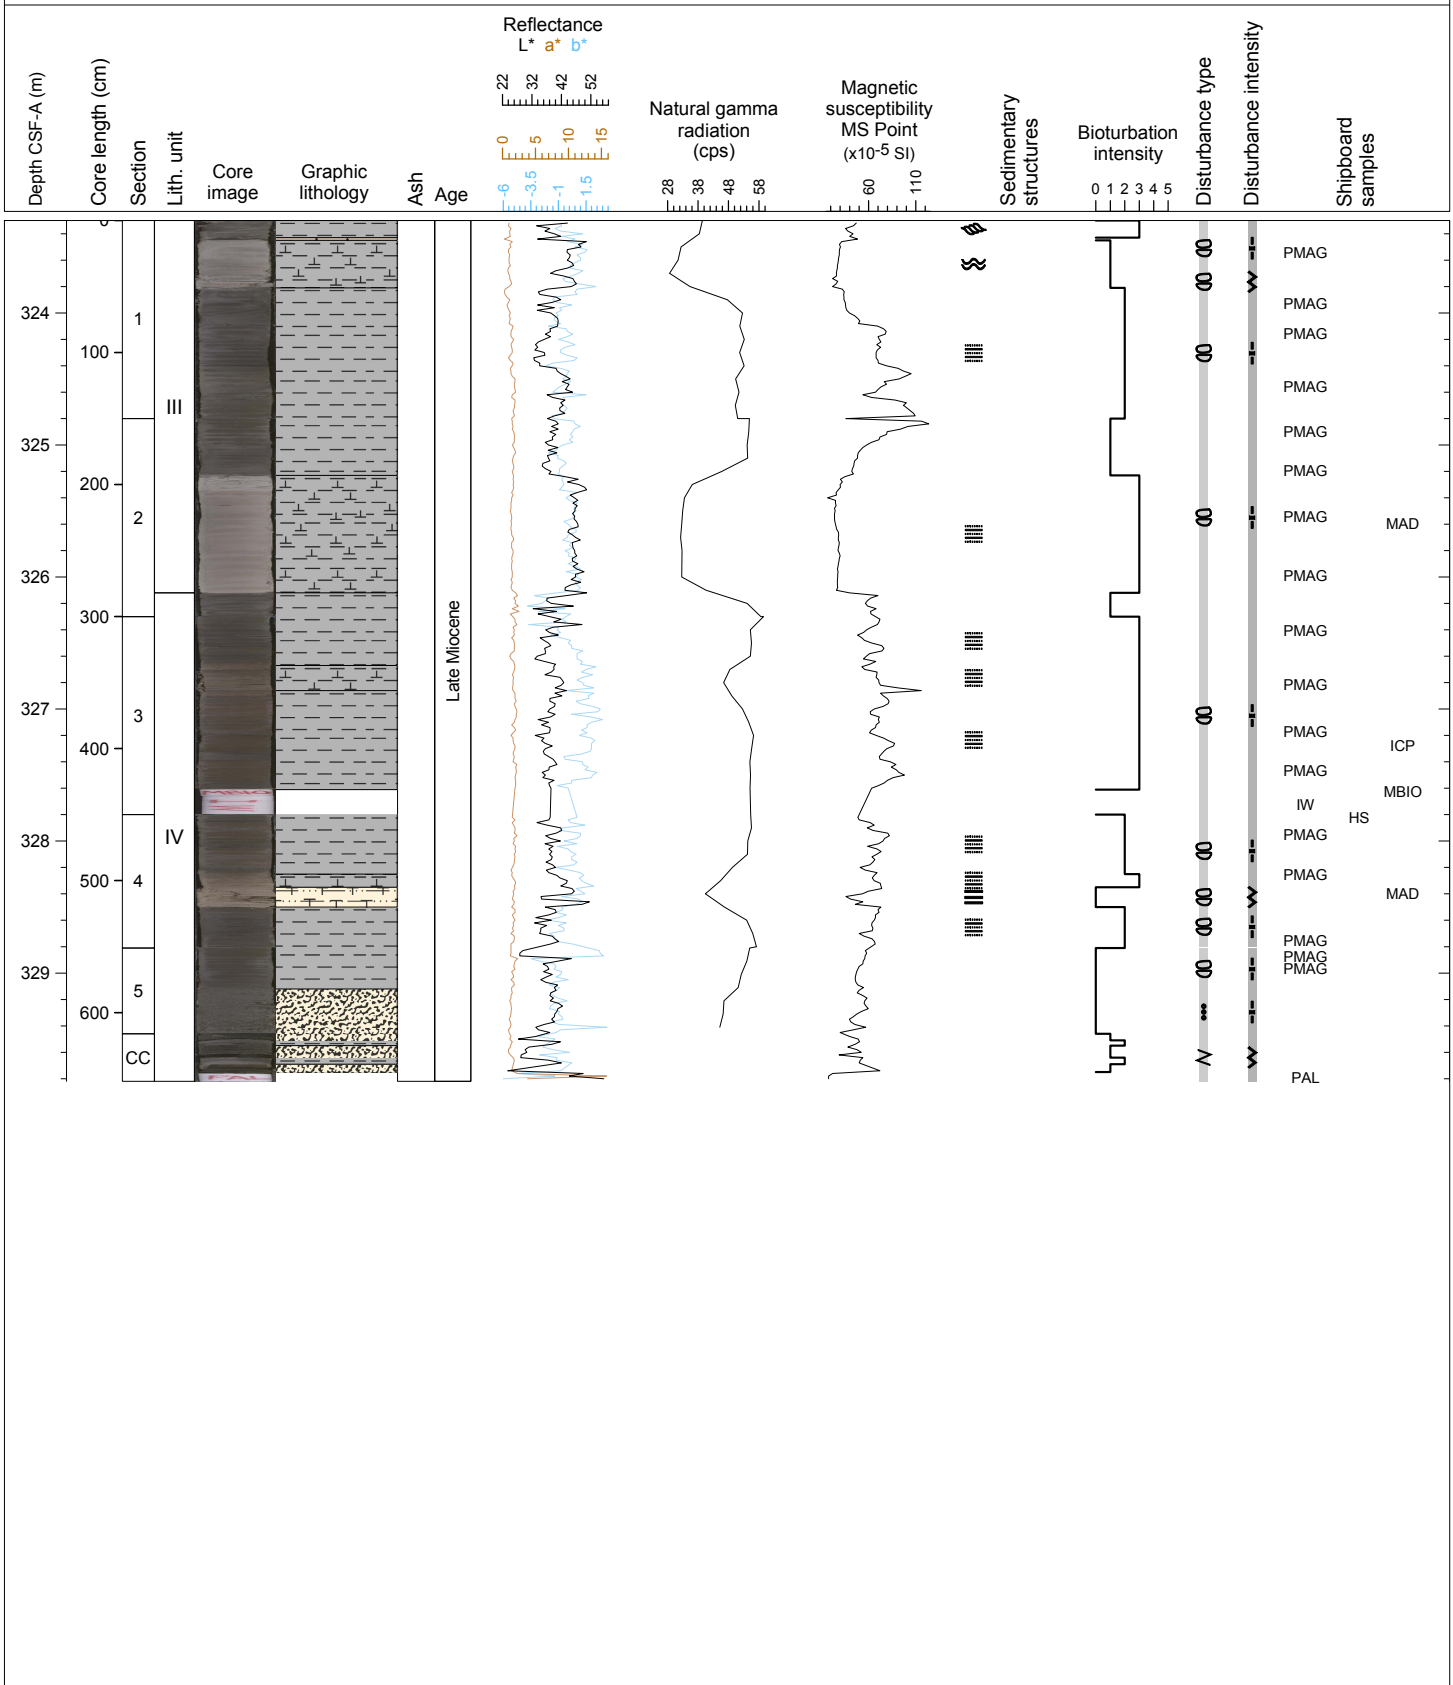 Depth CSF-A (m)
Core length (cm)
Section
Lith. unit
Core
image
Graphic
lithology
Ash
Age
Reflectance
L* a* b*
22 32 42 52
0 5 10 15
-6 -3.5 -1 1.5
Natural gamma
radiation
(cps)
28 38 48 58
Magnetic
susceptibility
MS Point
(x10-5 SI)
60 110
Sedimentary
structures
Bioturbation
intensity
0 1 2 3 4 5
Disturbance type
Disturbance intensity
Shipboard
samples
0
PMAG
324
1
PMAG
PMAG
100
PMAG
III
PMAG
325
PMAG
200
2
PMAG
MAD
326
PMAG
300
PMAG
Late Miocene
PMAG
327
3
PMAG
400
ICP
PMAG
MBIO
MBIO
IW
HS
IV
PMAG
328
PMAG
500
4
MAD
PMAG
PMAG
329
PMAG
5
600
CC
PAL
PAL